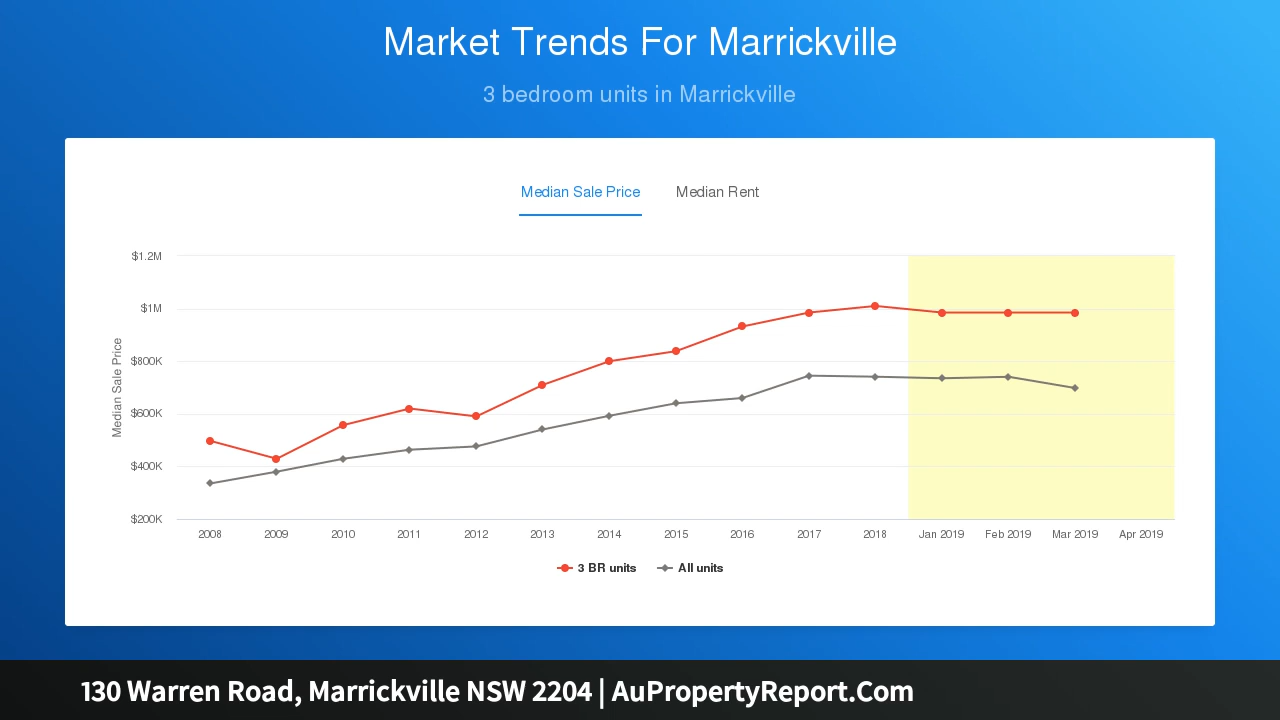 Market Trends For Marrickville
3 bedroom units in Marrickville
Median Sale Price Median Rent
$1.2M
$1M
$800K
$600K
$400K
$200K
Median Sale Price
2008 2009 2010 2011 2012 2013 2014 2015 2016 2017 2018 Jan 2019 Feb 2019 Mar 2019 Apr 2019
3 BR units All units
130 Warren Road, Marrickville NSW 2204 | AuPropertyReport.Com